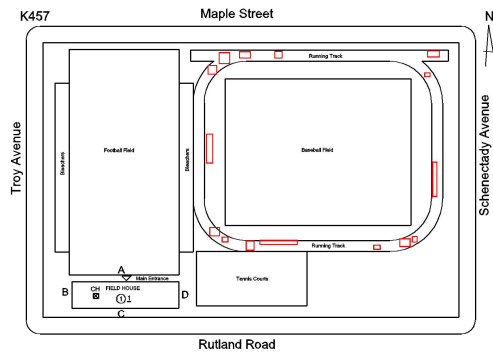 K457
Maple Street
N
Running Track
Troy Avenue
Bleachers
Football Field
Bleachers
Baseball Field
Schenectady Avenue
Running Track
A
Main Entrance
B
CH
FIELD HOUSE
1 1
D
C
Tennis Courts
Rutland Road